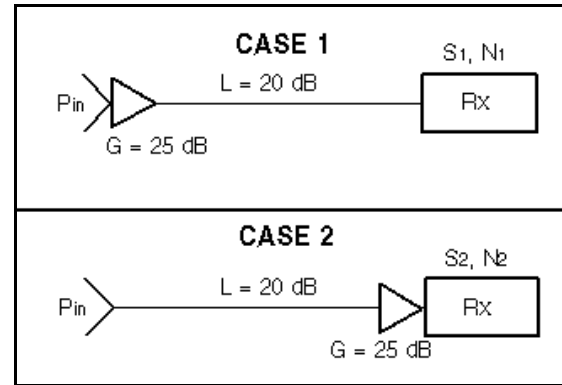 CASE 1
S1, N1
L = 20 dB
Pin
Rx
G = 25 dB
CASE 2
S2, N2
L = 20 dB
Pin
Rx
G = 25 dB